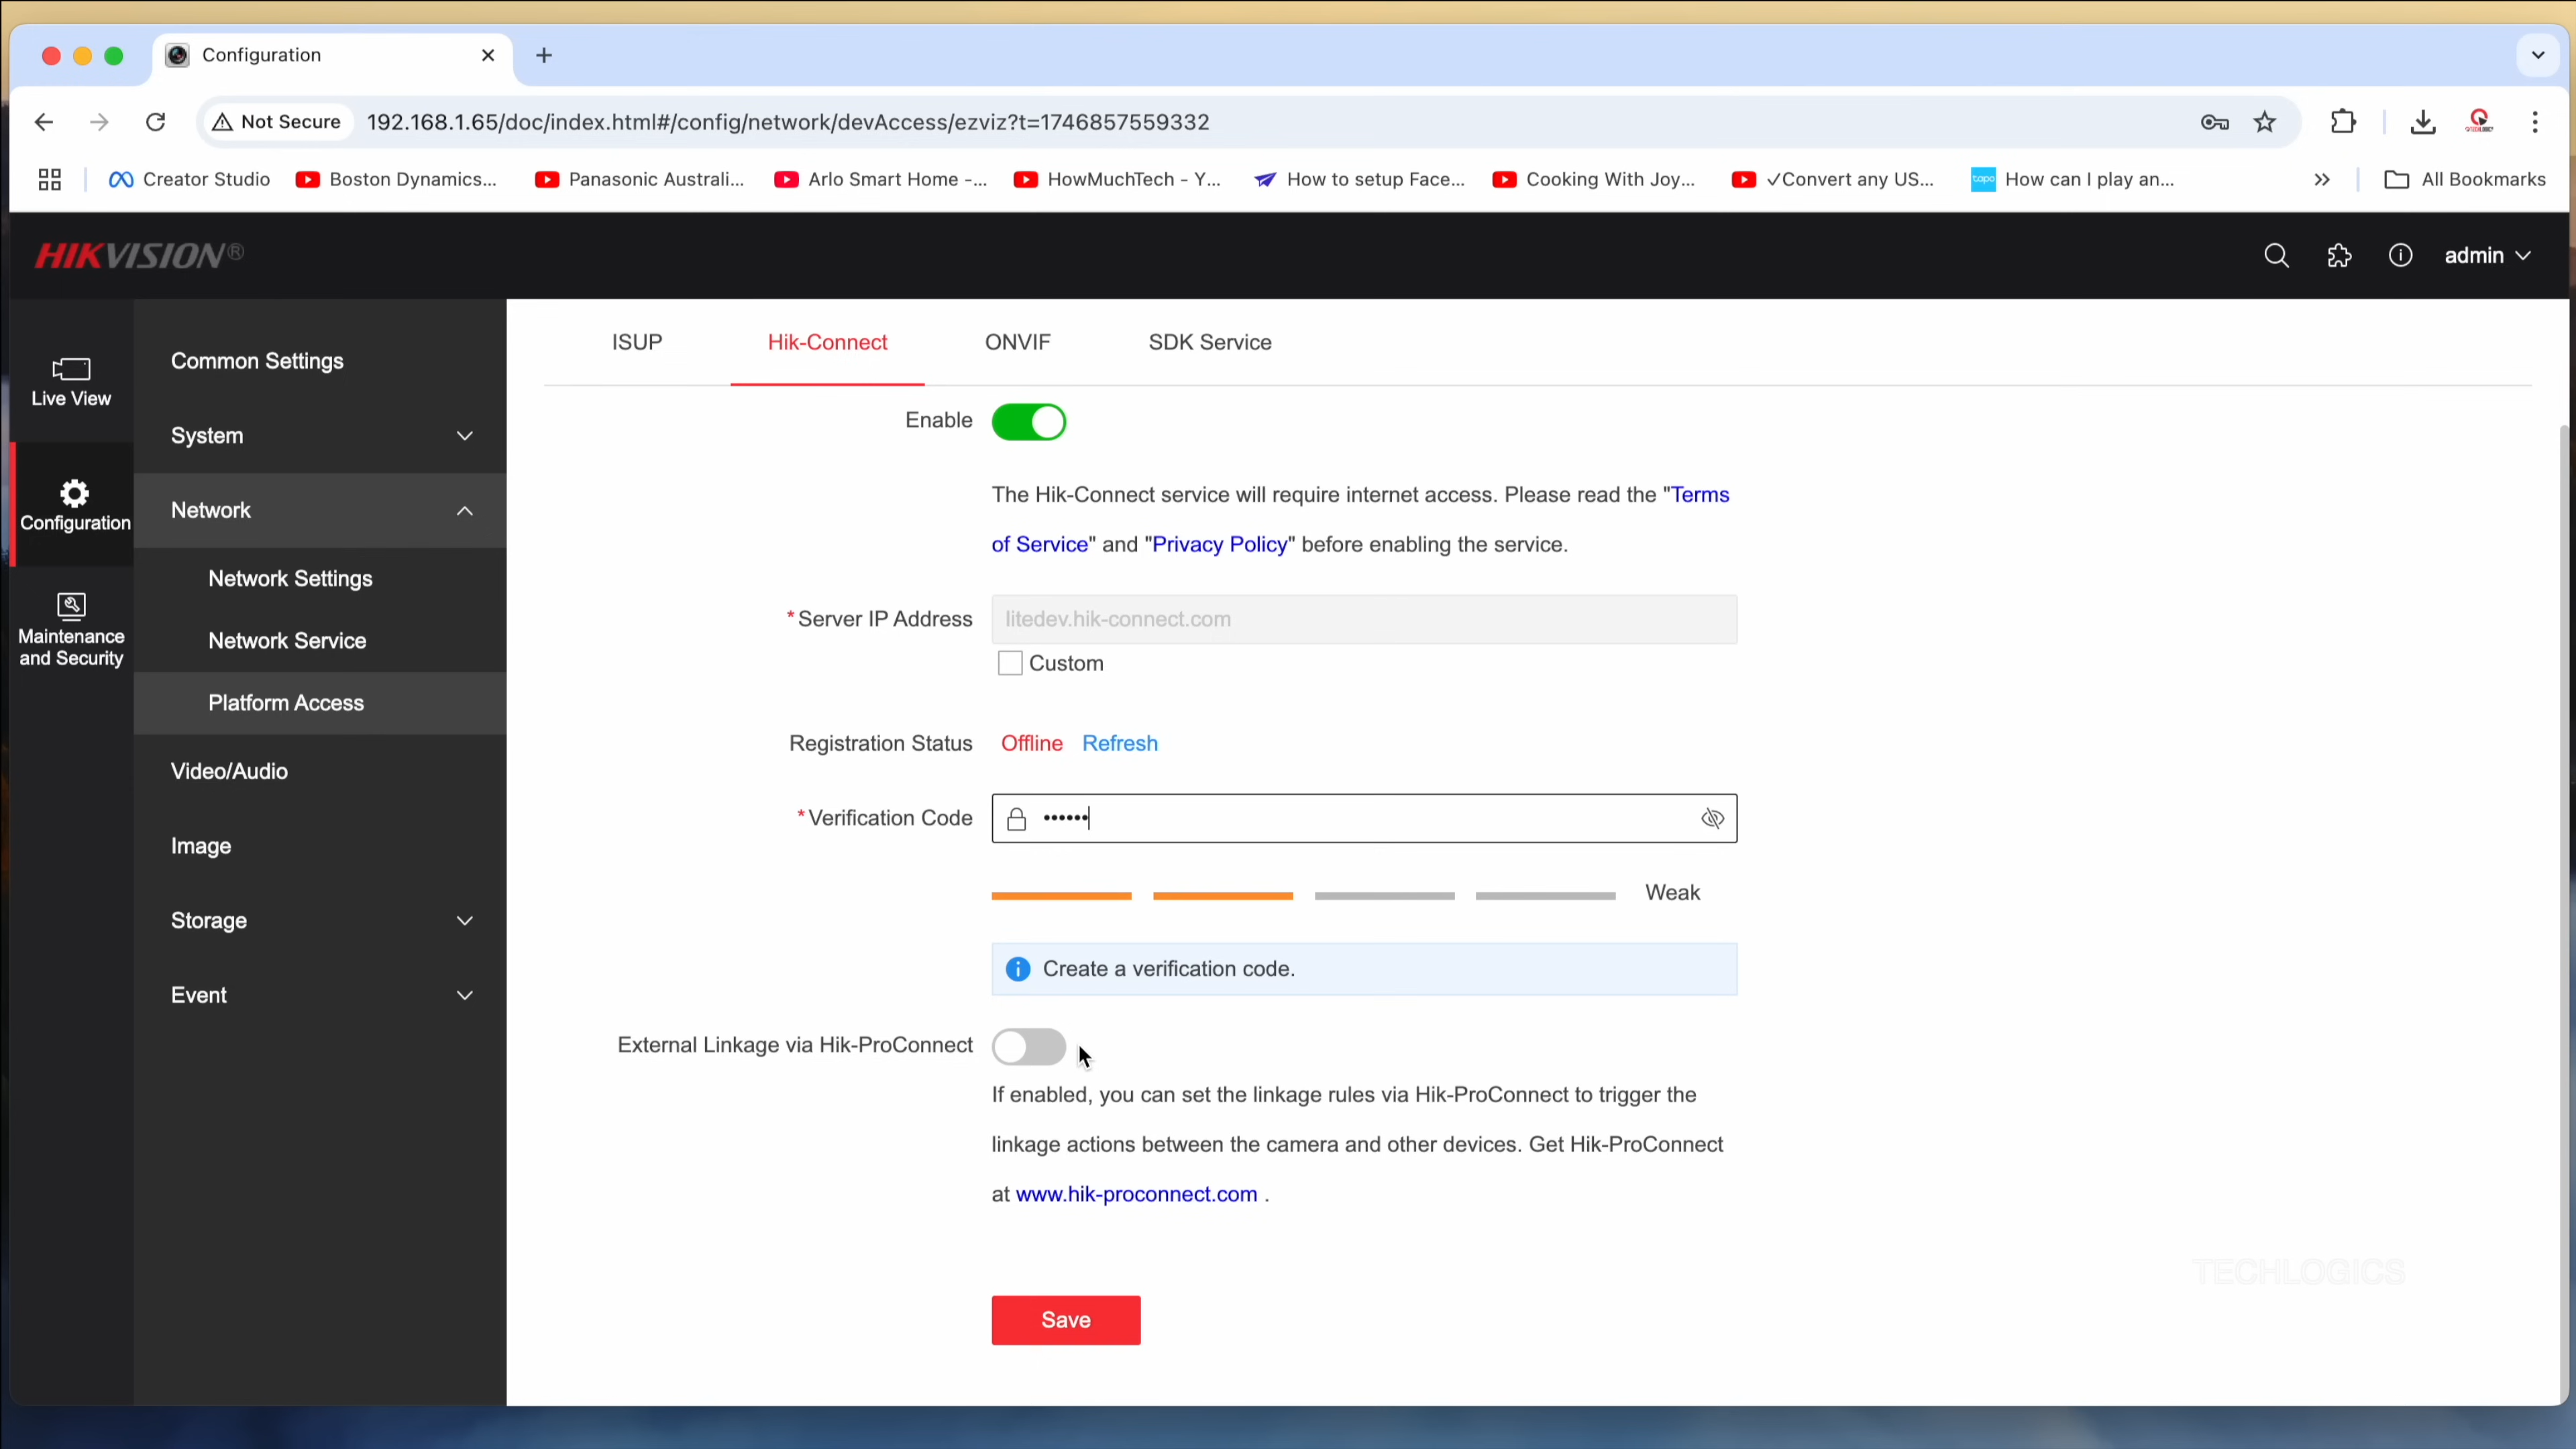 Configuration
Not Secure
192.168.1.65/doc/index.html#/config/network/devAccess/ezviz?t=1746857559332
Creator Studio
Boston Dynamics...
Panasonic Australi...
Arlo Smart Home -...
HowMuchTech - Y...
How to setup Face...
Cooking With Joy...
✓Convert any US...
tapo
How can I play an...
All Bookmarks
HIKVISION®
admin
Live View
Configuration
Maintenance
and Security
Common Settings
System
Network
Network Settings
Network Service
Platform Access
Video/Audio
Image
Storage
Event
ISUP
Hik-Connect
ONVIF
SDK Service
Enable
The Hik-Connect service will require internet access. Please read the "Terms
of Service" and "Privacy Policy" before enabling the service.
*Server IP Address
litedev.hik-connect.com
Custom
Registration Status Offline Refresh
*Verification Code ••••••
Weak
Create a verification code.
External Linkage via Hik-ProConnect
If enabled, you can set the linkage rules via Hik-ProConnect to trigger the
linkage actions between the camera and other devices. Get Hik-ProConnect
at www.hik-proconnect.com .
TECHLOGICS
Save